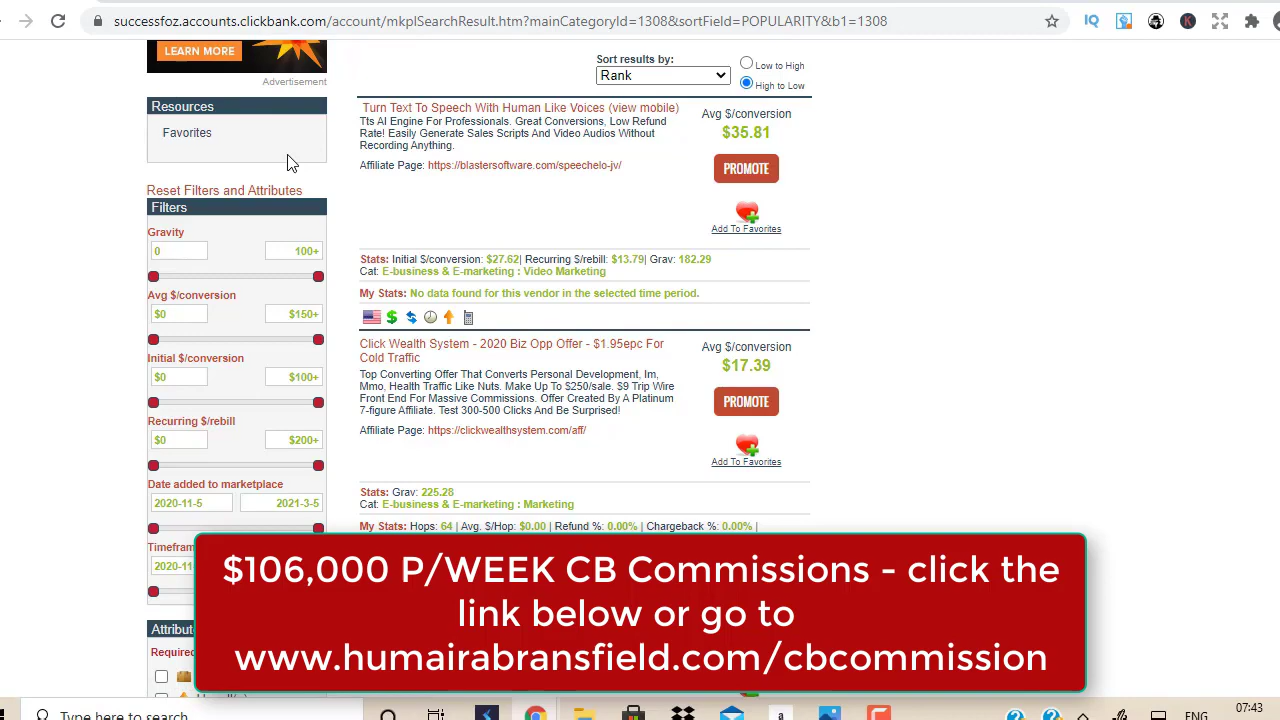 successfoz.accounts.clickbank.com/account/mkplSearchResult.htm?mainCategoryId=1308&sortField=POPULARITY&b1=1308
IQ
K
LEARN MORE
Advertisement
Resources
Favorites
Reset Filters and Attributes
Filters
Gravity
0 100+
Avg $/conversion
$0 $150+
Initial $/conversion
$0 $100+
Recurring $/rebill
$0 $200+
Date added to marketplace
2020-11-5 2021-3-5
Timefram
2020-11
Attribut
Require
Sort results by:
Rank
Low to High
High to Low
Turn Text To Speech With Human Like Voices (view mobile)
Tts AI Engine For Professionals. Great Conversions, Low Refund
Rate! Easily Generate Sales Scripts And Video Audios Without
Recording Anything.
Affiliate Page: https://blastersoftware.com/speechelo-jv/
Avg $/conversion
$35.81
PROMOTE
Add To Favorites
Stats: Initial $/conversion: $27.62| Recurring $/rebill: $13.79| Grav: 182.29
Cat: E-business & E-marketing : Video Marketing
My Stats: No data found for this vendor in the selected time period.
Click Wealth System - 2020 Biz Opp Offer - $1.95epc For
Cold Traffic
Top Converting Offer That Converts Personal Development, Im,
Mmo, Health Traffic Like Nuts. Make Up To $250/sale. $9 Trip Wire
Front End For Massive Commissions. Offer Created By A Platinum
7-figure Affiliate. Test 300-500 Clicks And Be Surprised!
Affiliate Page: https://clickwealthsystem.com/aff/
Avg $/conversion
$17.39
PROMOTE
Add To Favorites
Stats: Grav: 225.28
Cat: E-business & E-marketing : Marketing
My Stats: Hops: 64 | Avg. $/Hop: $0.00 | Refund %: 0.00% | Chargeback %: 0.00% |
$106,000 P/WEEK CB Commissions - click the
link below or go to
www.humairabransfield.com/cbcommission
Type here to search
a
ENG
07:43